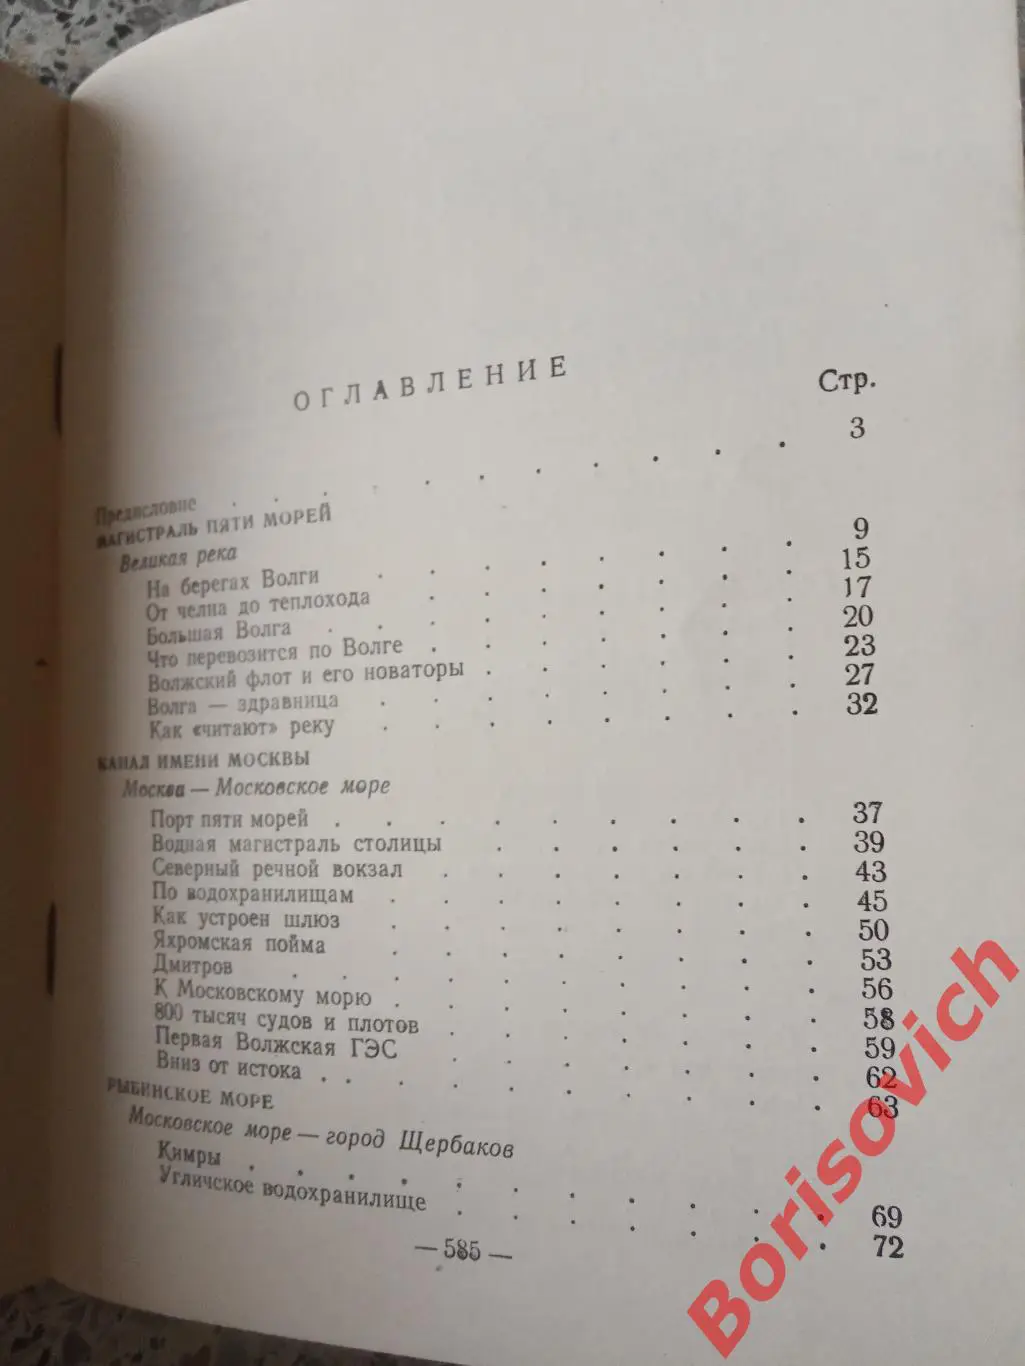 ОГЛАВЛЕНИЕ
Стр.
Предисловие . . . . . . . . . . 3
МАГИСТРАЛЬ ПЯТИ МОРЕЙ
Великая река
На берегах Волги . . . . . . . . 9
От челна до теплохода . . . . . . . 15
Большая Волга . . . . . . . . . 17
Что перевозится по Волге . . . . . . . 20
Волжский флот и его новаторы . . . . . . 23
Волга — здравница . . . . . . . . 27
Как «читают» реку . . . . . . . . 32
КАНАЛ ИМЕНИ МОСКВЫ
Москва — Московское море
Порт пяти морей . . . . . . . . . 37
Водная магистраль столицы . . . . . . 39
Северный речной вокзал . . . . . . . 43
По водохранилищам . . . . . . . . 45
Как устроен шлюз . . . . . . . . 50
Яхромская пойма . . . . . . . . 53
Дмитров . . . . . . . . . . 56
К Московскому морю . . . . . . . . 58
800 тысяч судов и плотов . . . . . . . 59
Первая Волжская ГЭС . . . . . . . 62
Вниз от истока . . . . . . . . . 63
РЫБИНСКОЕ МОРЕ
Московское море — город Щербаков
Кимры . . . . . . . . . . . 69
Угличское водохранилище . . . . . . . 72
— 585 —
Borisovich